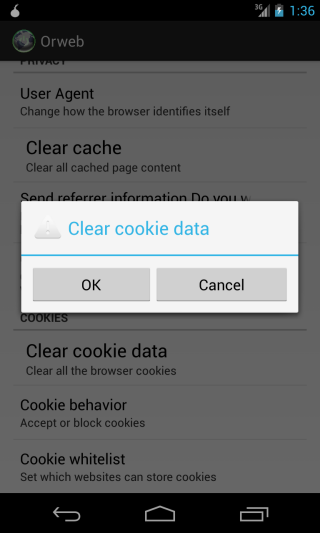 3G 1:36
Orweb
PRIVACY
User Agent
Change how the browser identifies itself
Clear cache
Clear all cached page content
Send referrer information Do you w
Clear cookie data
OK Cancel
COOKIES
Clear cookie data
Clear all the browser cookies
Cookie behavior
Accept or block cookies
Cookie whitelist
Set which websites can store cookies